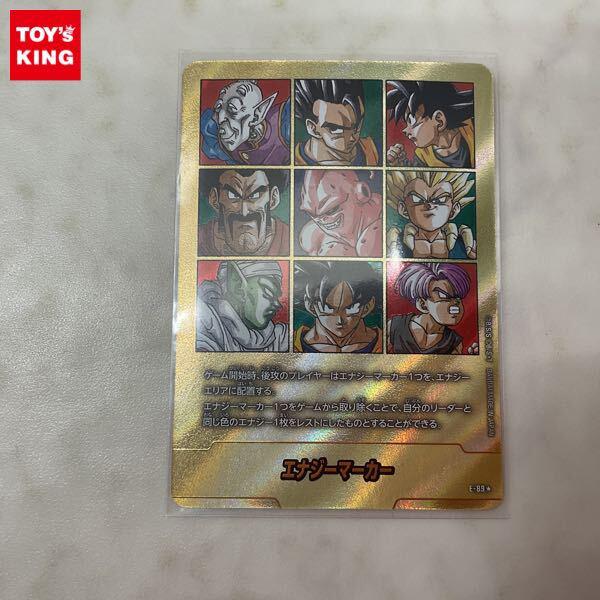 TOY's
KING
ゲーム開始時、後攻のプレイヤーはエナジーマーカー1つを、エナジー
エリアに配置する。
エナジーマーカー1つをゲームから取り除くことで、自分のリーダーと
同じ色のエナジー1枚をレストにしたものとすることができる。
エナジーマーカー
E-89★